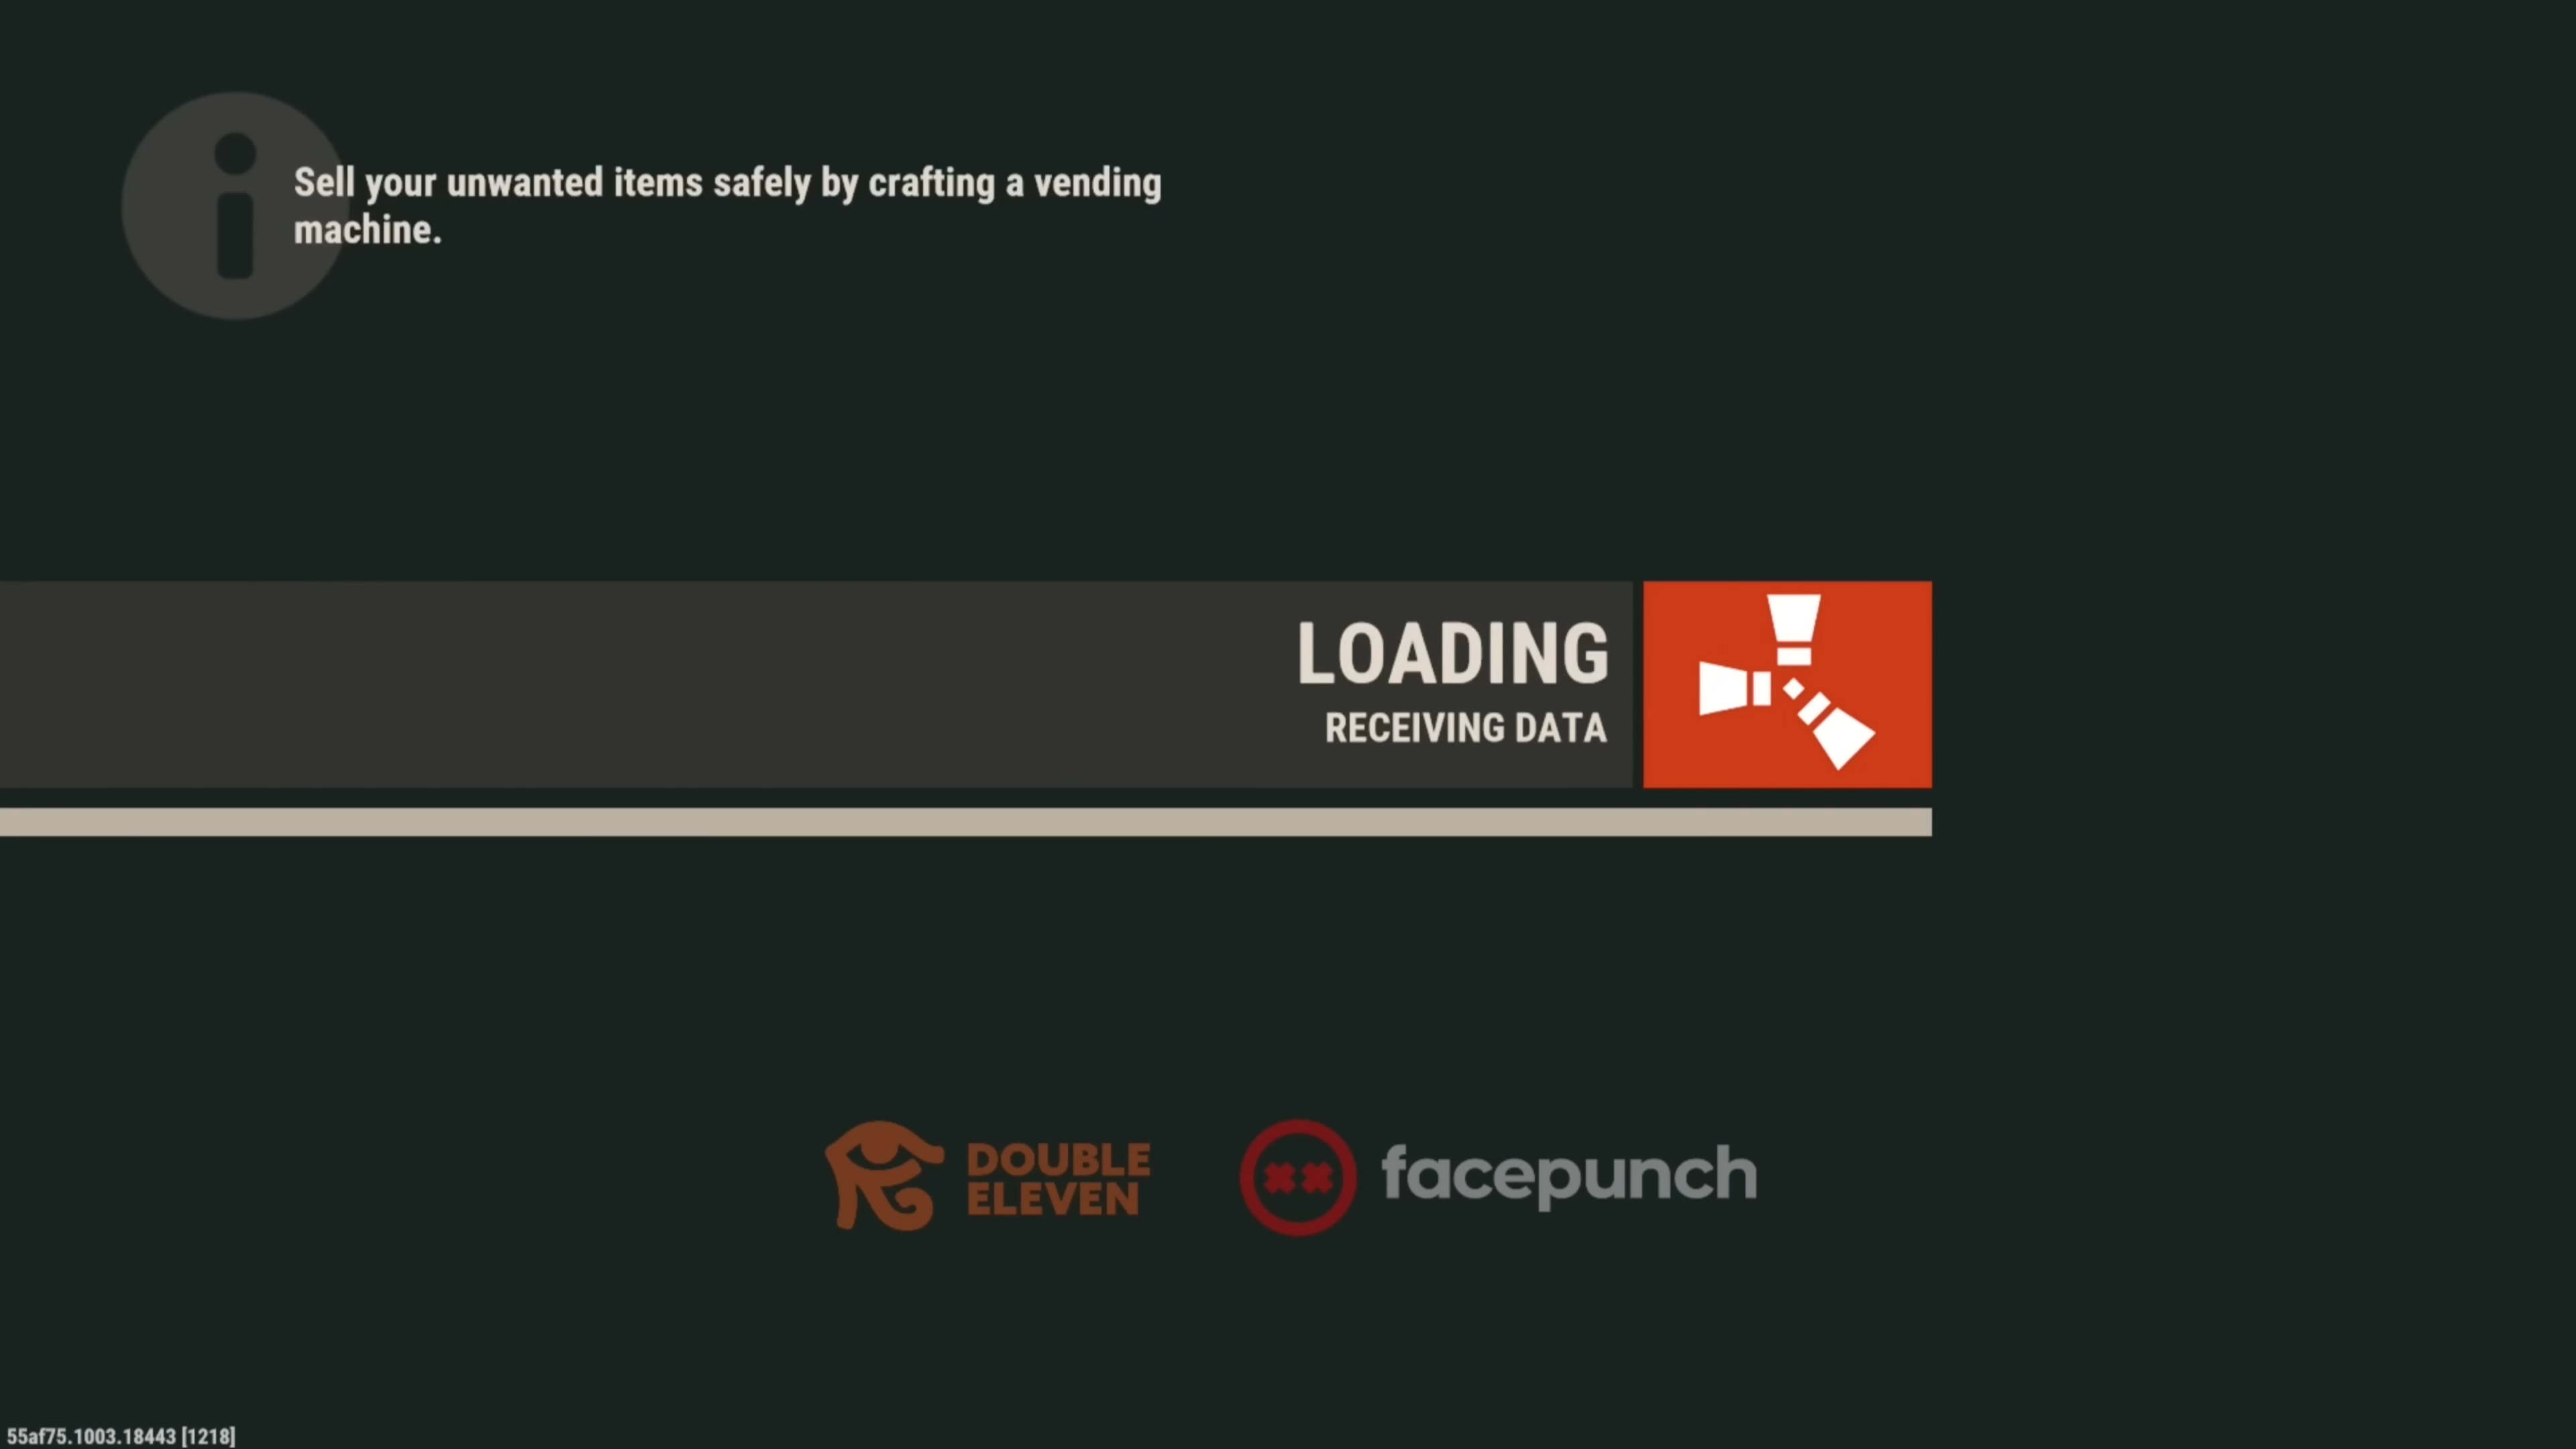 Sell your unwanted items safely by crafting a vending
machine.
LOADING
RECEIVING DATA
DOUBLE
ELEVEN
facepunch
55af75.1003.18443 [1218]